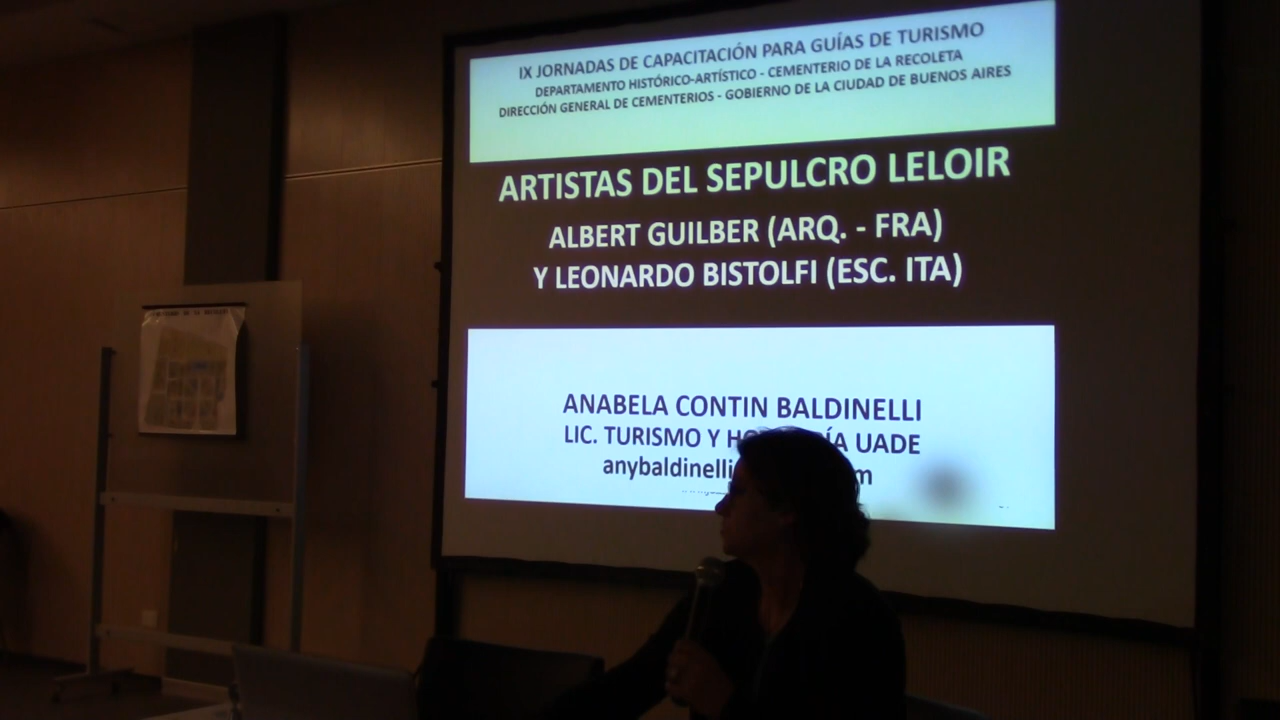 IX JORNADAS DE CAPACITACIÓN PARA GUÍAS DE TURISMO
DEPARTAMENTO HISTÓRICO-ARTÍSTICO - CEMENTERIO DE LA RECOLETA
DIRECCIÓN GENERAL DE CEMENTERIOS - GOBIERNO DE LA CIUDAD DE BUENOS AIRES
ARTISTAS DEL SEPULCRO LELOIR
ALBERT GUILBER (ARQ. - FRA)
Y LEONARDO BISTOLFI (ESC. ITA)
ANABELA CONTIN BALDINELLI
LIC. TURISMO Y UADE
anybaldinelli